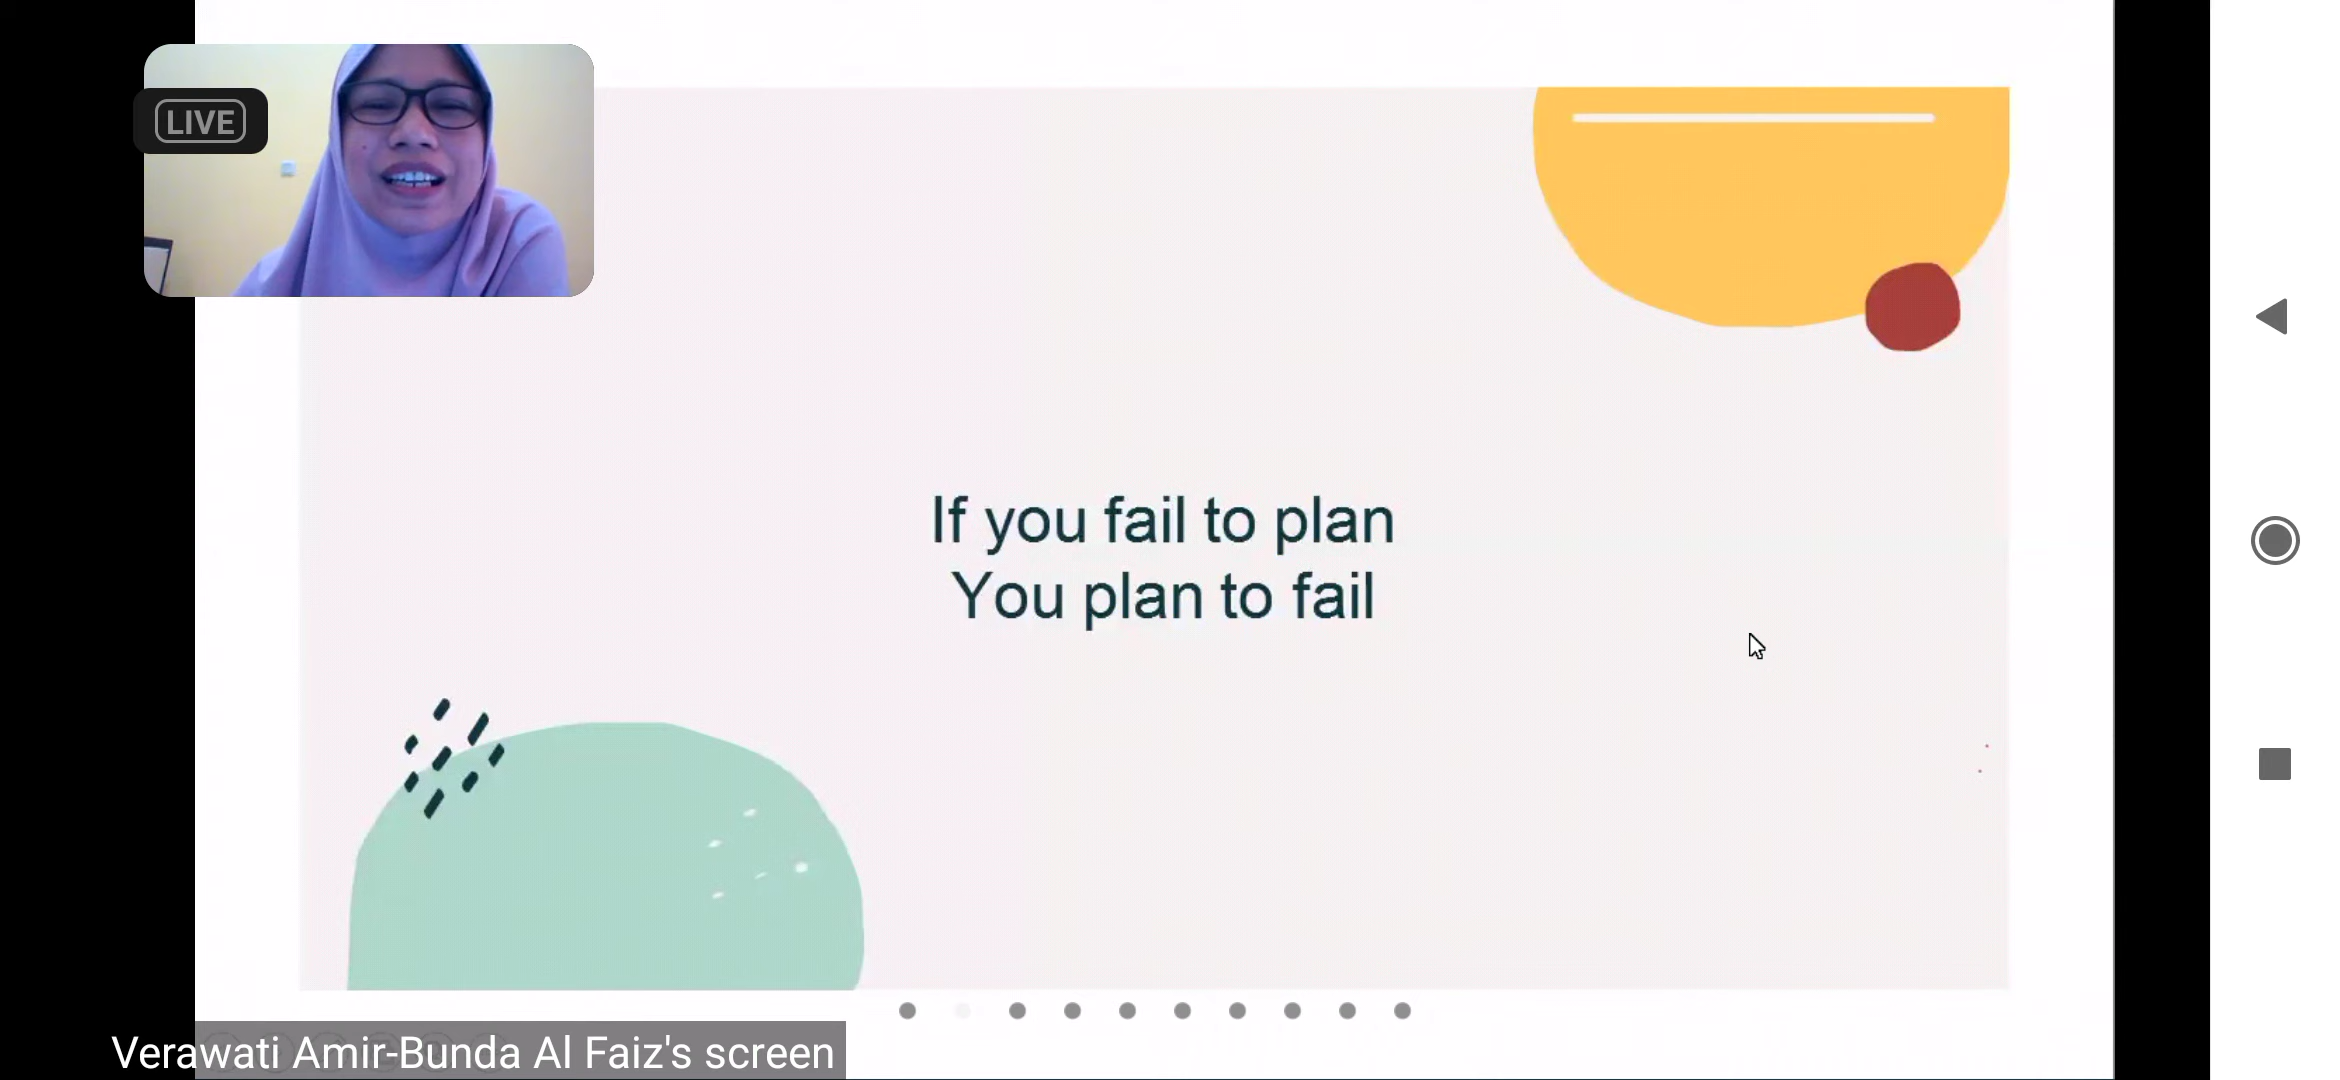 LIVE
If you fail to plan
You plan to fail
Verawati Amir-Bunda Al Faiz's screen